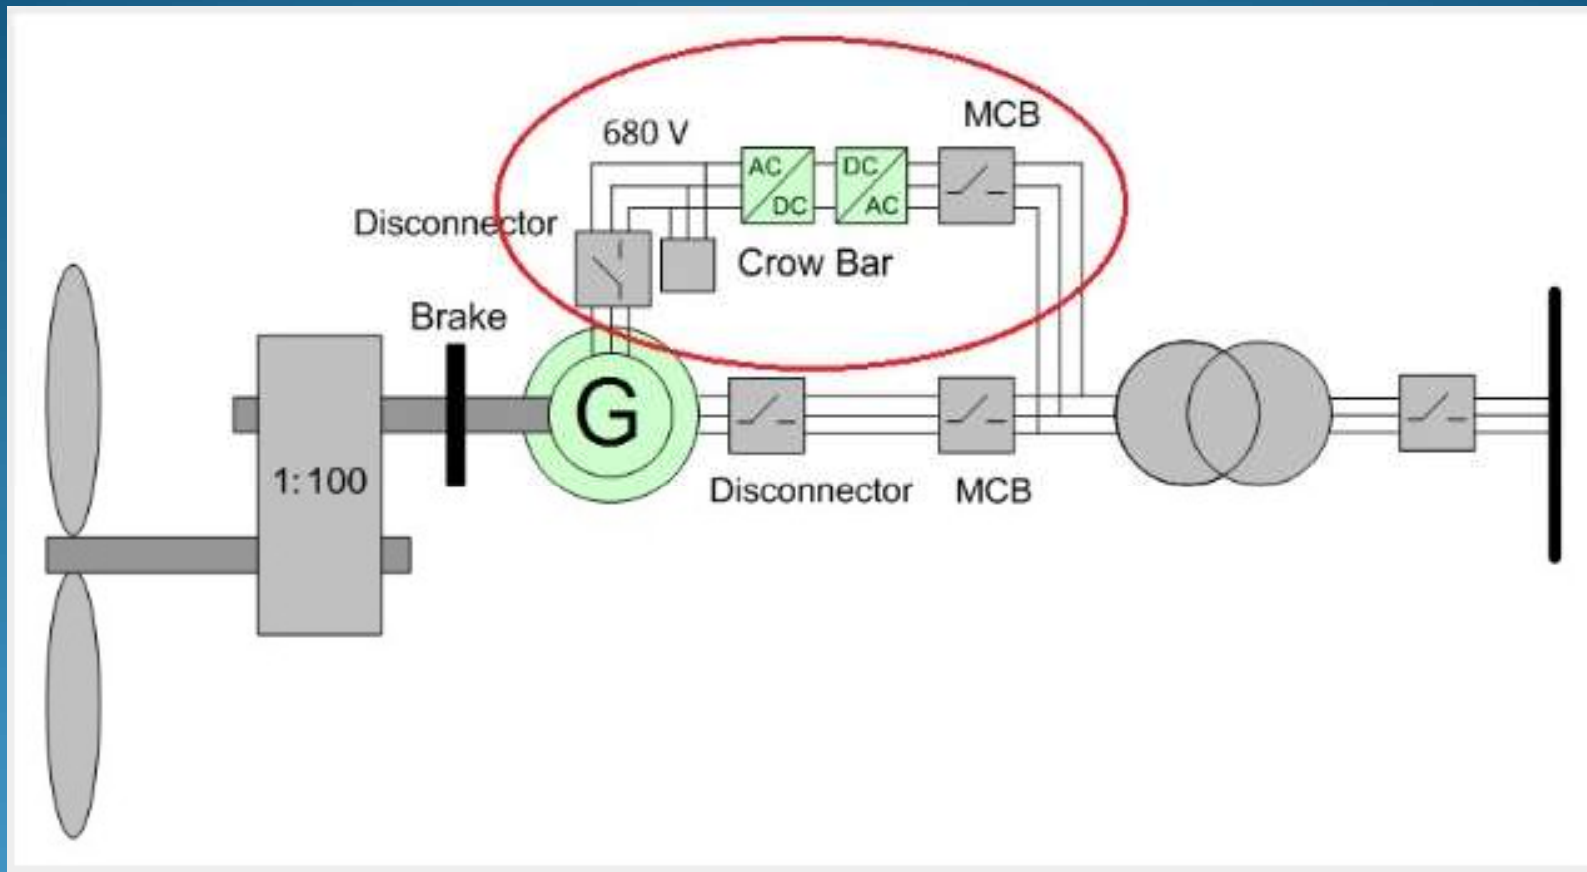 MCB
680 V
AC
DC
DC
AC
Disconnector
Crow Bar
Brake
G
1:100
Disconnector
MCB